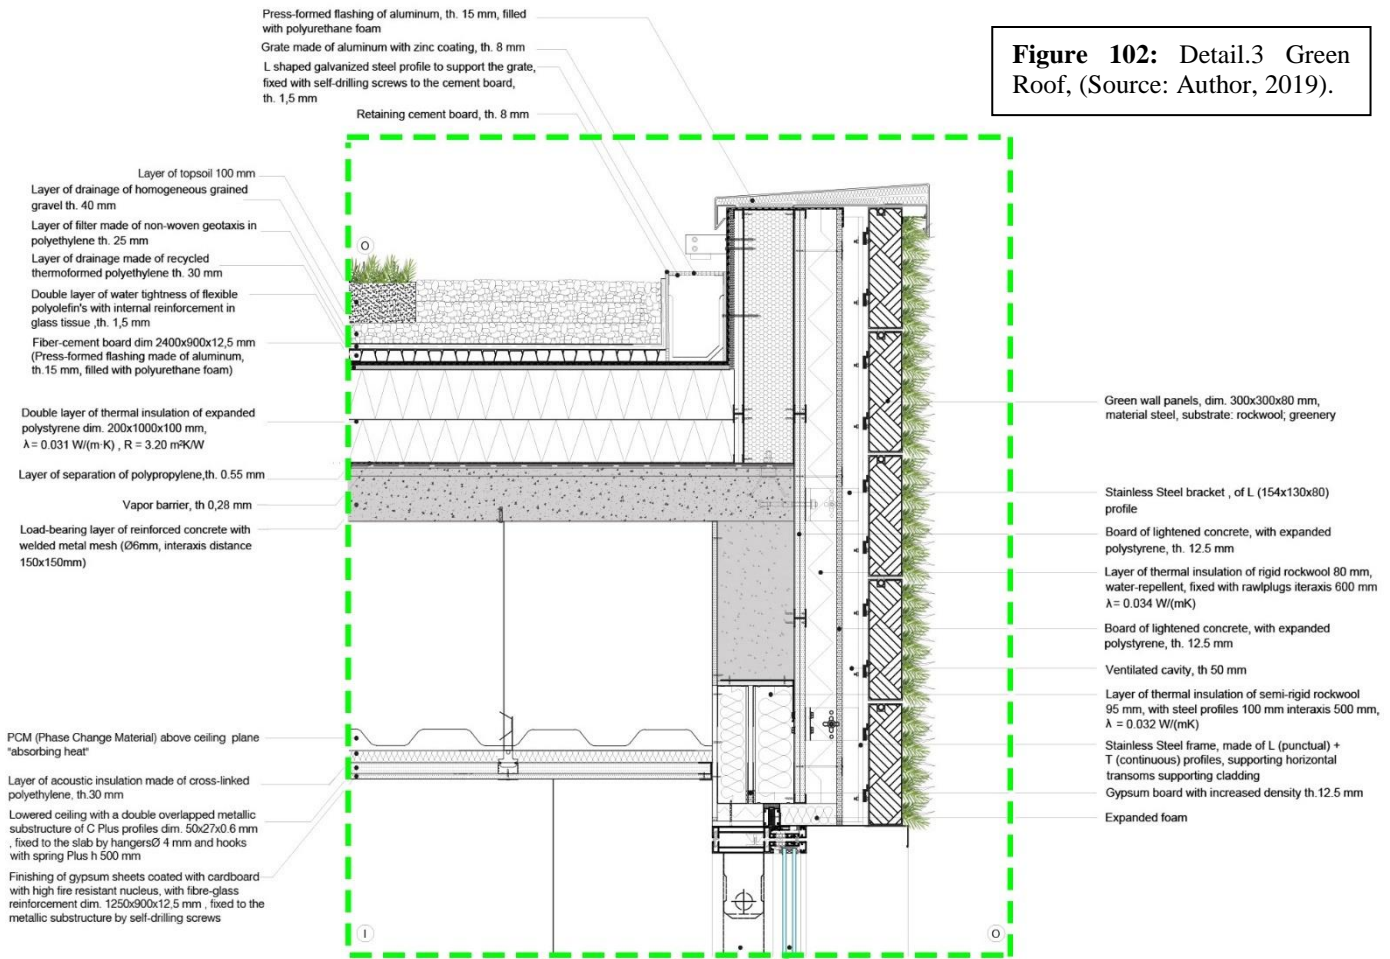 Press-formed flashing of aluminum, th. 15 mm, filled
with polyurethane foam
Grate made of aluminum with zinc coating, th. 8 mm
L shaped galvanized steel profile to support the grate,
fixed with self-drilling screws to the cement board,
th. 1,5 mm
Retaining cement board, th. 8 mm
Figure 102: Detail.3 Green
Roof, (Source: Author, 2019).
Layer of topsoil 100 mm
Layer of drainage of homogeneous grained
gravel th. 40 mm
Layer of filter made of non-woven geotaxis in
polyethylene th. 25 mm
Layer of drainage made of recycled
thermoformed polyethylene th. 30 mm
Double layer of water tightness of flexible
polyolefin's with internal reinforcement in
glass tissue ,th. 1,5 mm
Fiber-cement board dim 2400x900x12,5 mm
(Press-formed flashing made of aluminum,
th.15 mm, filled with polyurethane foam)
Double layer of thermal insulation of expanded
polystyrene dim. 200x1000x100 mm,
λ = 0.031 W/(m·K) , R = 3.20 m²K/W
Layer of separation of polypropylene,th. 0.55 mm
Vapor barrier, th 0,28 mm
Load-bearing layer of reinforced concrete with
welded metal mesh (Ø6mm, interaxis distance
150x150mm)
PCM (Phase Change Material) above ceiling plane
"absorbing heat"
Layer of acoustic insulation made of cross-linked
polyethylene, th.30 mm
Lowered ceiling with a double overlapped metallic
substructure of C Plus profiles dim. 50x27x0.6 mm
, fixed to the slab by hangersØ 4 mm and hooks
with spring Plus h 500 mm
Finishing of gypsum sheets coated with cardboard
with high fire resistant nucleus, with fibre-glass
reinforcement dim. 1250x900x12,5 mm , fixed to the
metallic substructure by self-drilling screws
O
I
O
Green wall panels, dim. 300x300x80 mm,
material steel, substrate: rockwool; greenery
Stainless Steel bracket , of L (154x130x80)
profile
Board of lightened concrete, with expanded
polystyrene, th. 12.5 mm
Layer of thermal insulation of rigid rockwool 80 mm,
water-repellent, fixed with rawlplugs iteraxis 600 mm
λ = 0.034 W/(mK)
Board of lightened concrete, with expanded
polystyrene, th. 12.5 mm
Ventilated cavity, th 50 mm
Layer of thermal insulation of semi-rigid rockwool
95 mm, with steel profiles 100 mm interaxis 500 mm,
λ = 0.032 W/(mK)
Stainless Steel frame, made of L (punctual) +
T (continuous) profiles, supporting horizontal
transoms supporting cladding
Gypsum board with increased density th.12.5 mm
Expanded foam